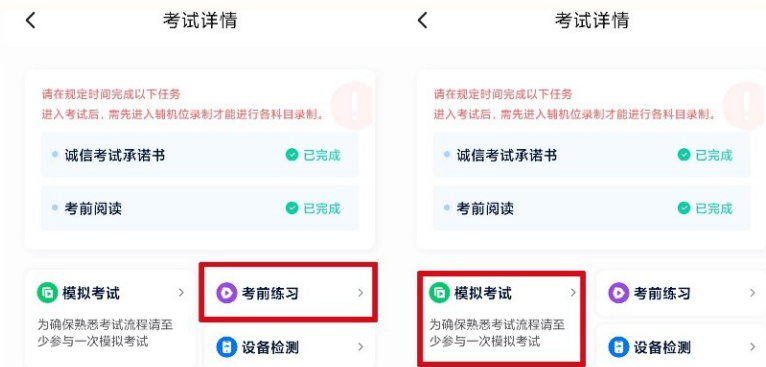 考试详情
请在规定时间完成以下任务
进入考试后，需先进入辅机位录制才能进行各科目录制。
诚信考试承诺书 已完成
考前阅读 已完成
模拟考试
为确保熟悉考试流程请至
少参与一次模拟考试
考前练习
设备检测
考试详情
请在规定时间完成以下任务
进入考试后，需先进入辅机位录制才能进行各科目录制。
诚信考试承诺书 已完成
考前阅读 已完成
模拟考试
为确保熟悉考试流程请至
少参与一次模拟考试
考前练习
设备检测